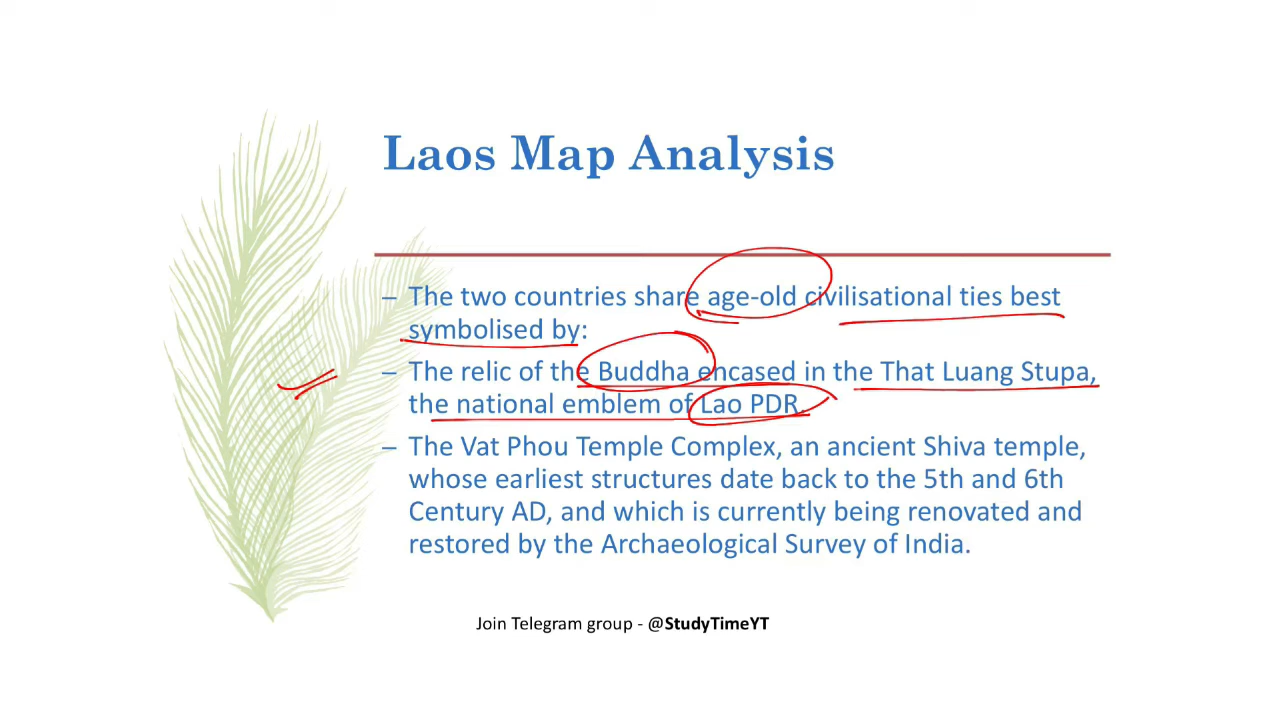 Laos Map Analysis
– The two countries share age-old civilisational ties best
symbolised by:
– The relic of the Buddha encased in the That Luang Stupa,
the national emblem of Lao PDR.
– The Vat Phou Temple Complex, an ancient Shiva temple,
whose earliest structures date back to the 5th and 6th
Century AD, and which is currently being renovated and
restored by the Archaeological Survey of India.
Join Telegram group - @StudyTimeYT